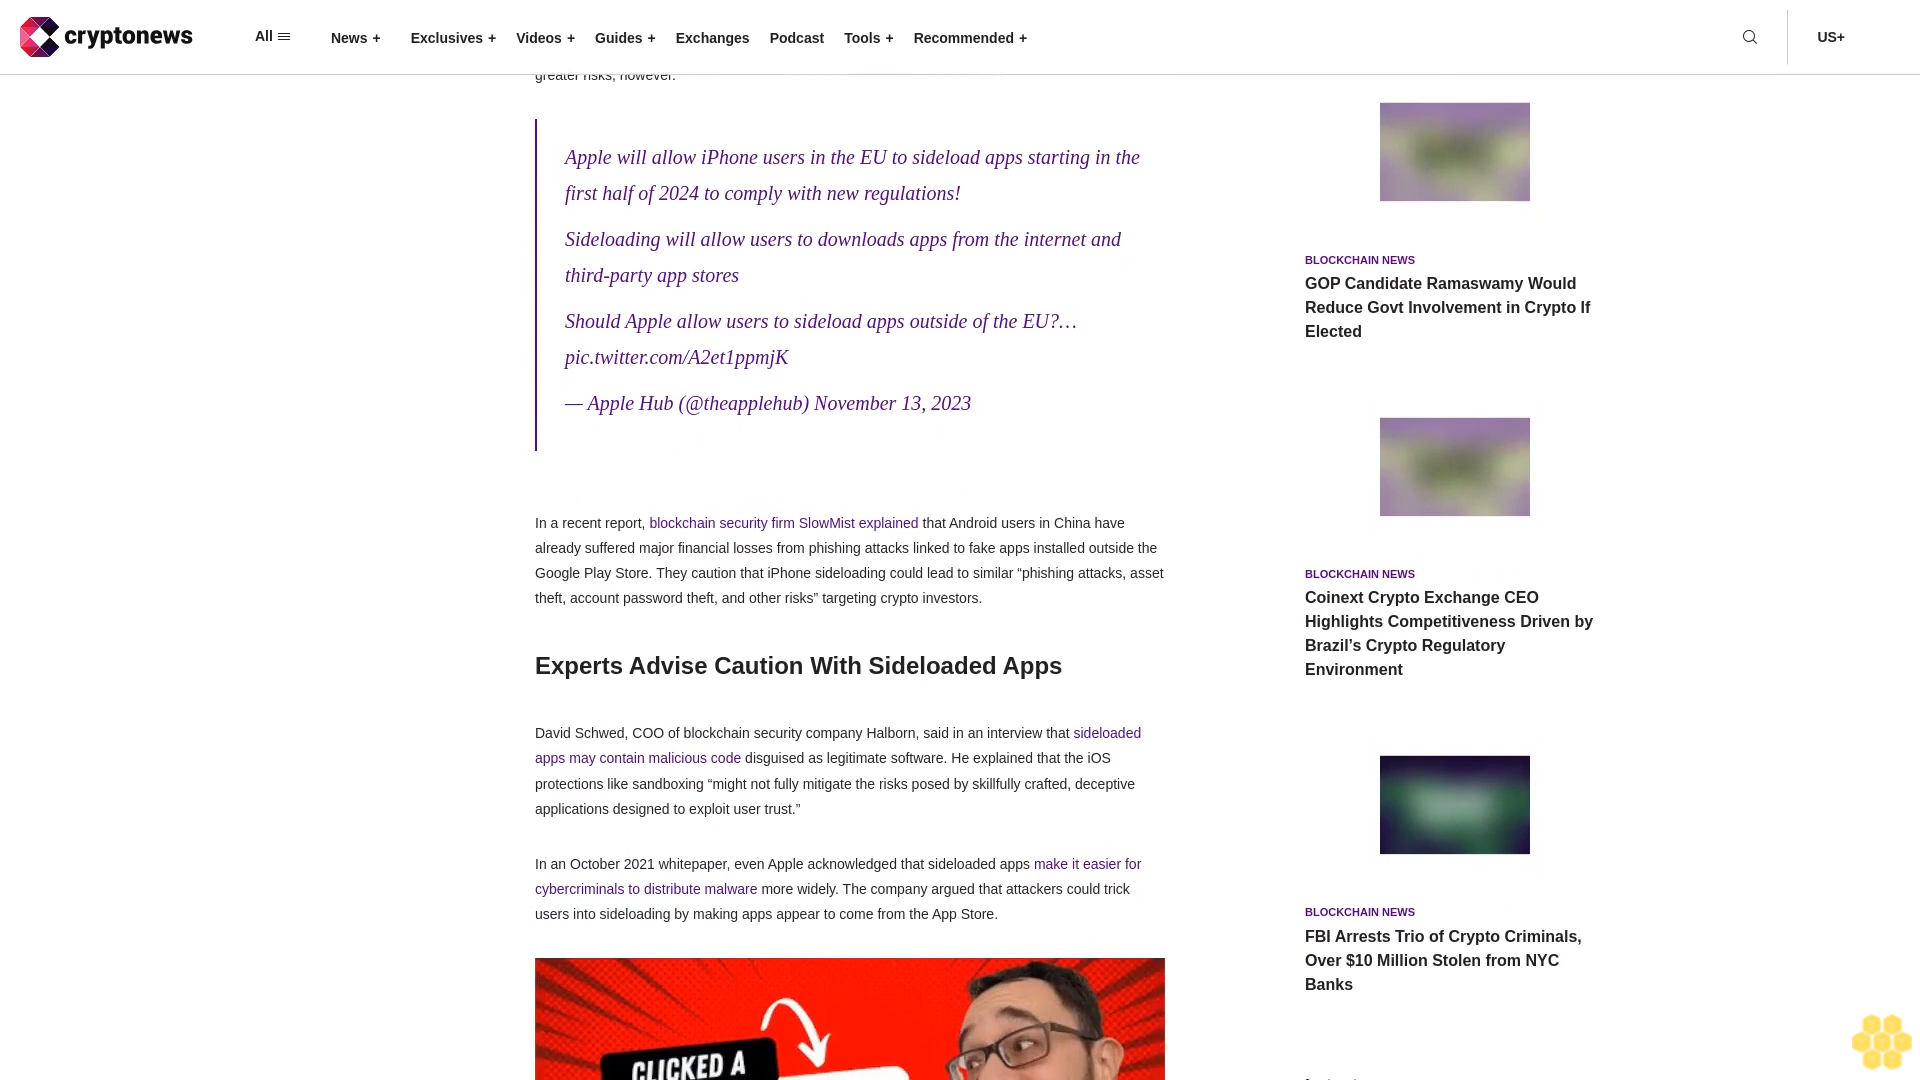 cryptonews
All
News +
Exclusives +
Videos +
Guides +
Exchanges
Podcast
Tools +
Recommended +
US+
greater risks, however.
Apple will allow iPhone users in the EU to sideload apps starting in the
first half of 2024 to comply with new regulations!
Sideloading will allow users to downloads apps from the internet and
third-party app stores
Should Apple allow users to sideload apps outside of the EU?…
pic.twitter.com/A2et1ppmjK
— Apple Hub (@theapplehub) November 13, 2023
In a recent report, blockchain security firm SlowMist explained that Android users in China have
already suffered major financial losses from phishing attacks linked to fake apps installed outside the
Google Play Store. They caution that iPhone sideloading could lead to similar “phishing attacks, asset
theft, account password theft, and other risks” targeting crypto investors.
Experts Advise Caution With Sideloaded Apps
David Schwed, COO of blockchain security company Halborn, said in an interview that sideloaded
apps may contain malicious code disguised as legitimate software. He explained that the iOS
protections like sandboxing “might not fully mitigate the risks posed by skillfully crafted, deceptive
applications designed to exploit user trust.”
In an October 2021 whitepaper, even Apple acknowledged that sideloaded apps make it easier for
cybercriminals to distribute malware more widely. The company argued that attackers could trick
users into sideloading by making apps appear to come from the App Store.
CLICKED A
BLOCKCHAIN NEWS
GOP Candidate Ramaswamy Would
Reduce Govt Involvement in Crypto If
Elected
BLOCKCHAIN NEWS
Coinext Crypto Exchange CEO
Highlights Competitiveness Driven by
Brazil’s Crypto Regulatory
Environment
BLOCKCHAIN NEWS
FBI Arrests Trio of Crypto Criminals,
Over $10 Million Stolen from NYC
Banks